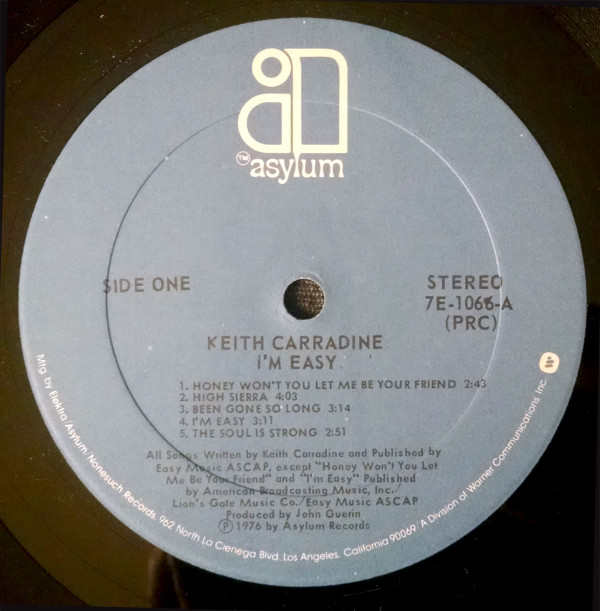 TM asylum
SIDE ONE
STEREO
7E-1066-A
(PRC)
KEITH CARRADINE
I'M EASY
1. HONEY WON'T YOU LET ME BE YOUR FRIEND 2:43
2. HIGH SIERRA 4:03
3. BEEN GONE SO LONG 3:14
4. I'M EASY 3:11
5. THE SOUL IS STRONG 2:51
All Songs Written by Keith Carradine and Published by
Easy Music ASCAP, except "Honey Won't You Let
Me Be Your Friend" and "I'm Easy" Published
by American Broadcasting Music, Inc./
Lion's Gate Music Co./Easy Music ASCAP
Produced by John Guerin
Ⓟ 1976 by Asylum Records
Mfg. by Elektra/Asylum/Nonesuch Records, 962 North La Cienega Blvd. Los Angeles, California 90069/A Division of Warner Communications Inc.